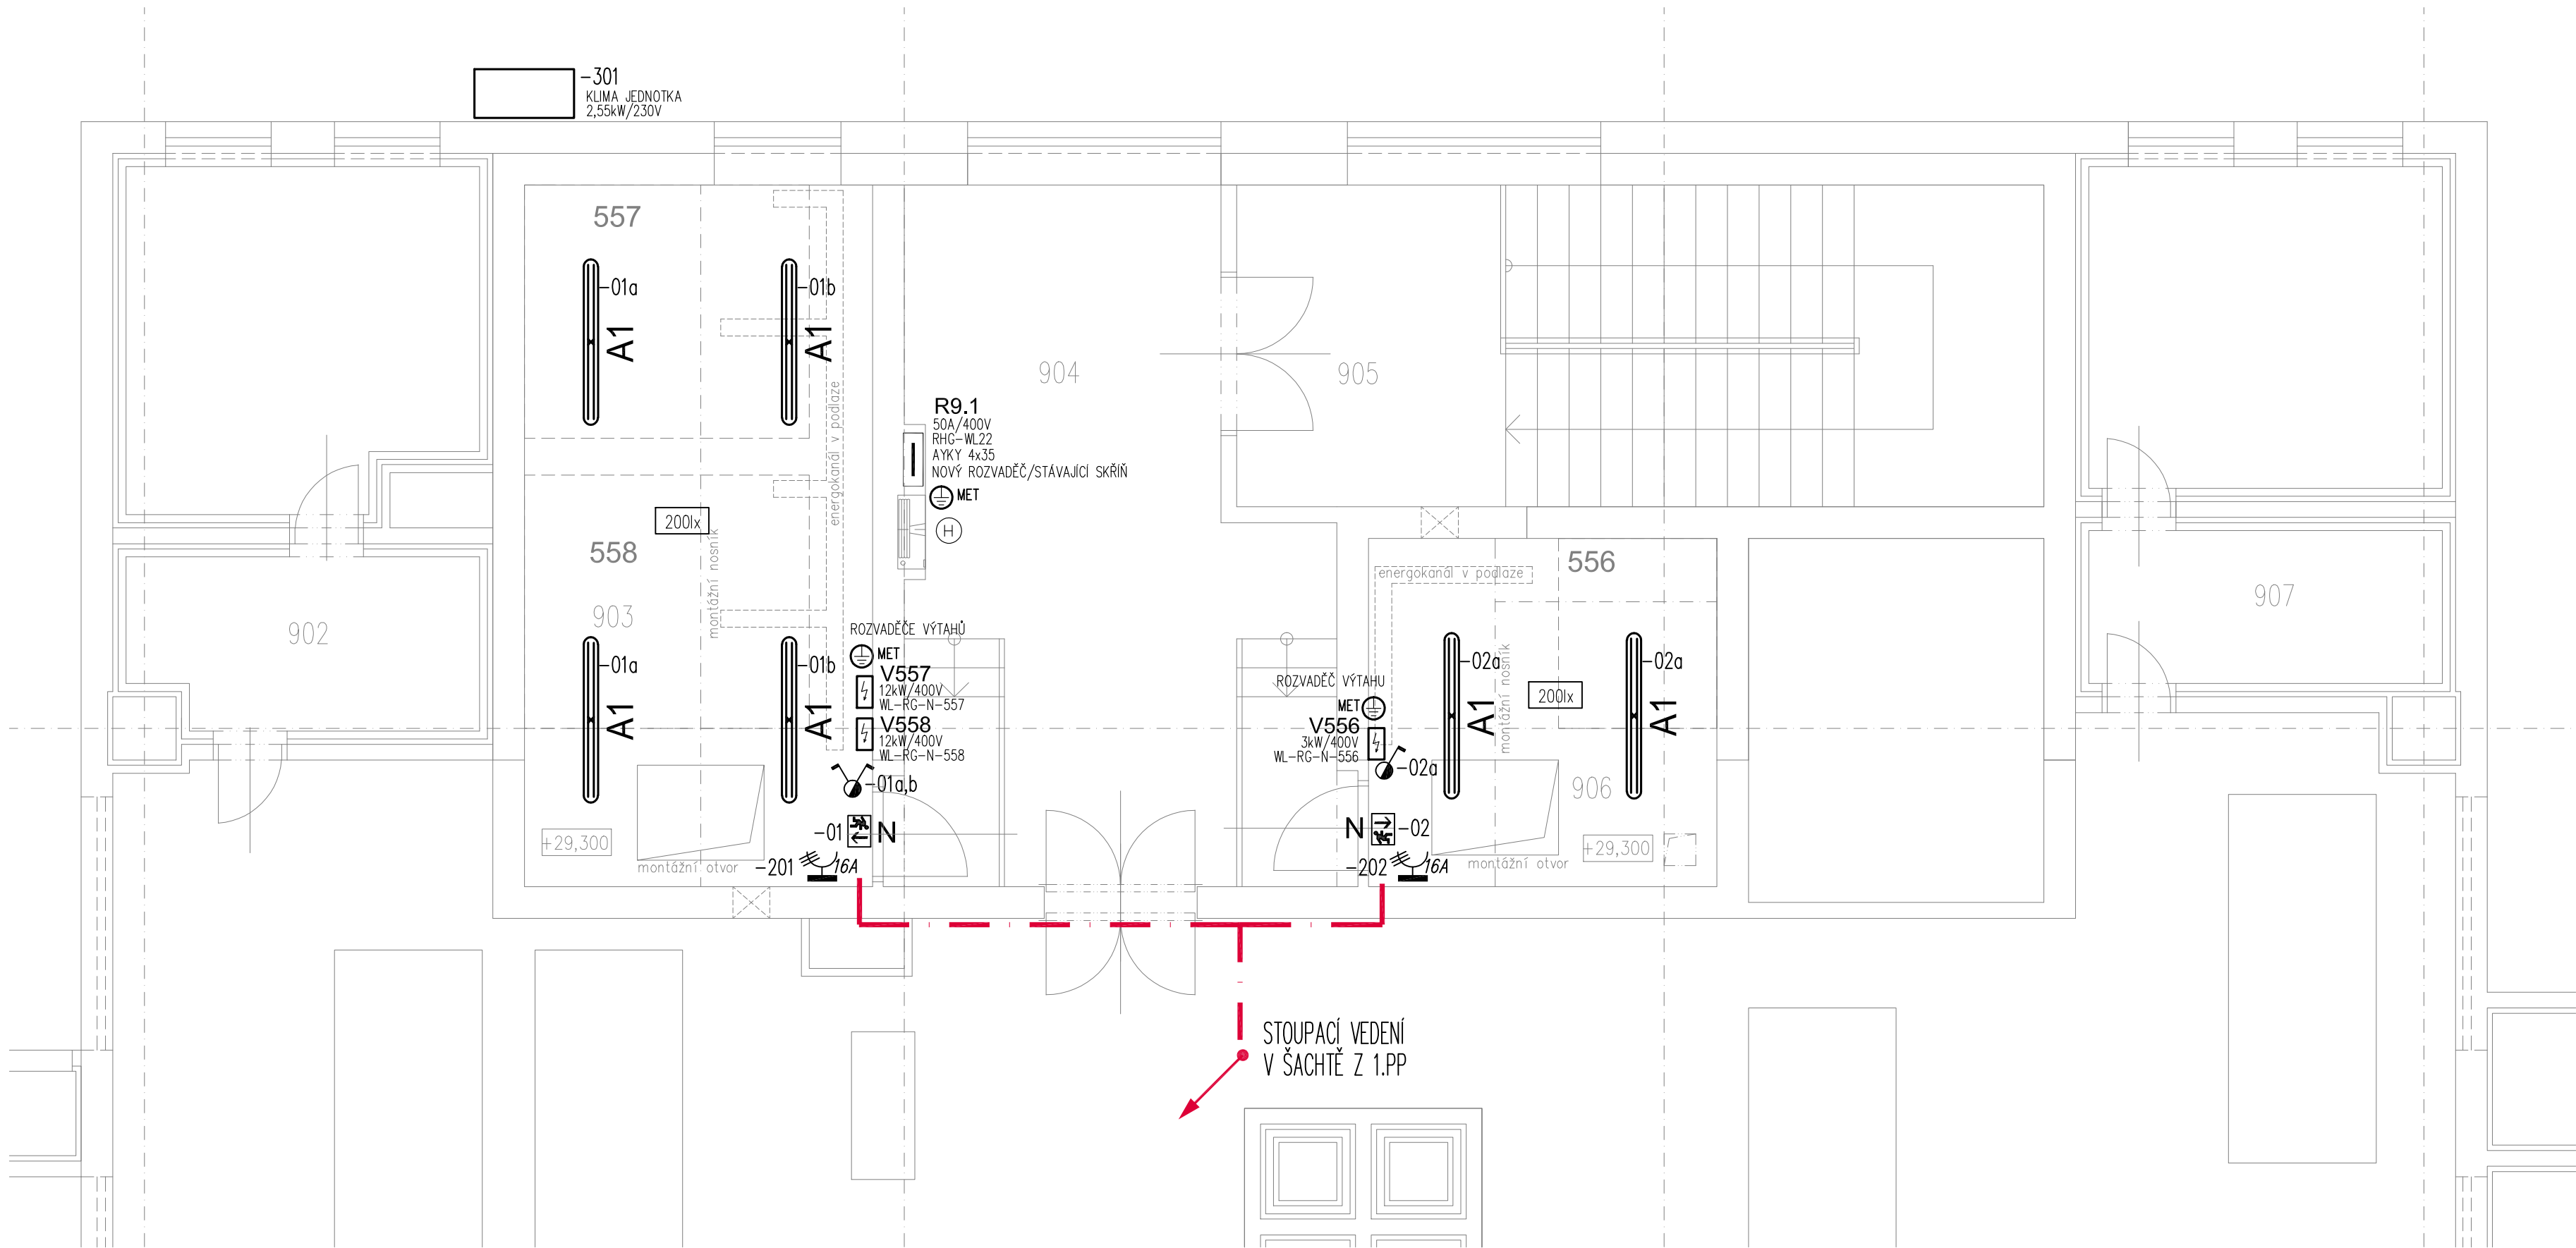 -301
KLIMA JEDNOTKA
2,55kW/230V
557
-01a
A1
-01b
A1
energokanál v podlaze
904
905
R9.1
50A/400V
RHG-WL22
AYKY 4x35
NOVÝ ROZVADĚČ/STÁVAJÍCÍ SKŘÍŇ
MET
H
200lx
montážní nosník
558
903
902
-01a
A1
-01b
A1
ROZVADĚČE VÝTAHŮ
MET
V557
12kW/400V
WL-RG-N-557
V558
12kW/400V
WL-RG-N-558
-01a,b
-01
N
-201
16A
+29,300
montážní otvor
556
energokanál v podlaze
907
ROZVADĚČ VÝTAHU
MET
V556
3kW/400V
WL-RG-N-556
-02a
-02a
A1
montážní nosník
200lx
-02a
A1
906
N
-02
-202
16A
montážní otvor
+29,300
STOUPACÍ VEDENÍ
V ŠACHTĚ Z 1.PP